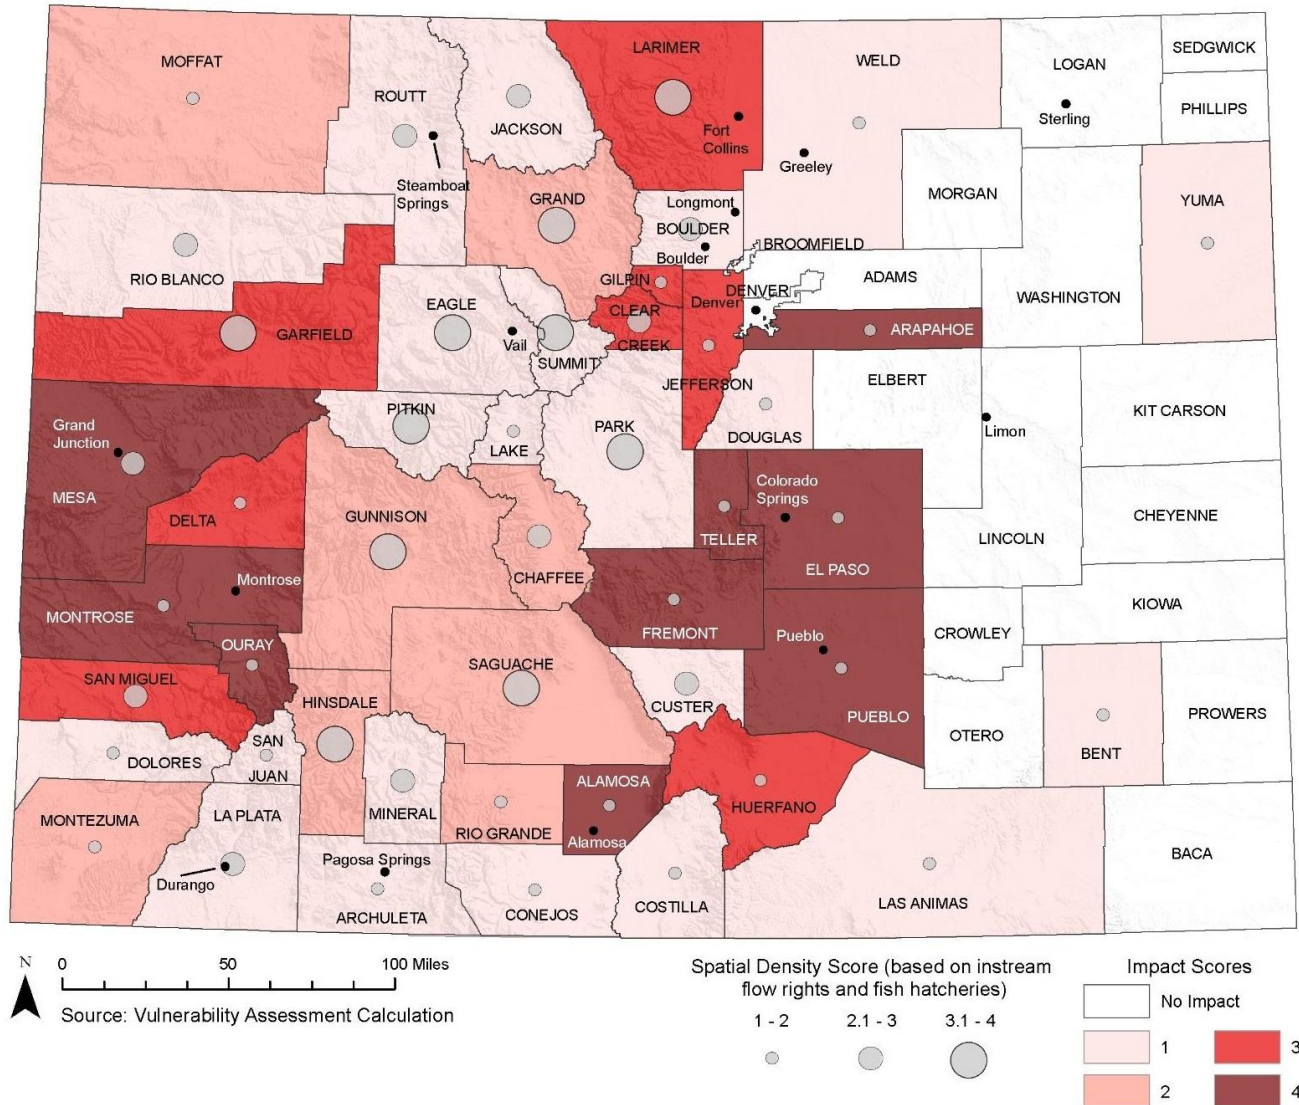 MOFFAT
ROUTT
Steamboat
Springs
JACKSON
LARIMER
Fort
Collins
WELD
Greeley
LOGAN
Sterling
SEDGWICK
PHILLIPS
MORGAN
YUMA
WASHINGTON
RIO BLANCO
GRAND
Longmont
BOULDER
Boulder
BROOMFIELD
ADAMS
GILPIN
Denver
DENVER
ARAPAHOE
CLEAR
CREEK
GARFIELD
EAGLE
Vail
SUMMIT
JEFFERSON
DOUGLAS
ELBERT
Limon
KIT CARSON
PITKIN
LAKE
PARK
Grand
Junction
MESA
DELTA
GUNNISON
CHAFFEE
TELLER
Colorado
Springs
EL PASO
LINCOLN
CHEYENNE
KIOWA
Montrose
MONTROSE
OURAY
FREMONT
Pueblo
PUEBLO
CROWLEY
SAN MIGUEL
HINSDALE
SAGUACHE
CUSTER
OTERO
BENT
PROWERS
DOLORES
SAN
JUAN
MINERAL
RIO GRANDE
ALAMOSA
Alamosa
HUERFANO
MONTEZUMA
LA PLATA
Durango
Pagosa Springs
ARCHULETA
CONEJOS
COSTILLA
LAS ANIMAS
BACA
N
0 50 100 Miles
Source: Vulnerability Assessment Calculation
Spatial Density Score (based on instream
flow rights and fish hatcheries)
1 - 2 2.1 - 3 3.1 - 4
Impact Scores
No Impact
1 3
2 4